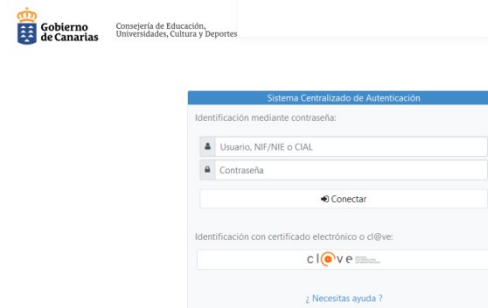 Gobierno
de Canarias
Consejería de Educación,
Universidades, Cultura y Deportes
Sistema Centralizado de Autenticación
Identificación mediante contraseña:
Usuario, NIF/NIE o CIAL
Contraseña
Conectar
Identificación con certificado electrónico o cl@ve:
cl@ve
¿ Necesitas ayuda ?